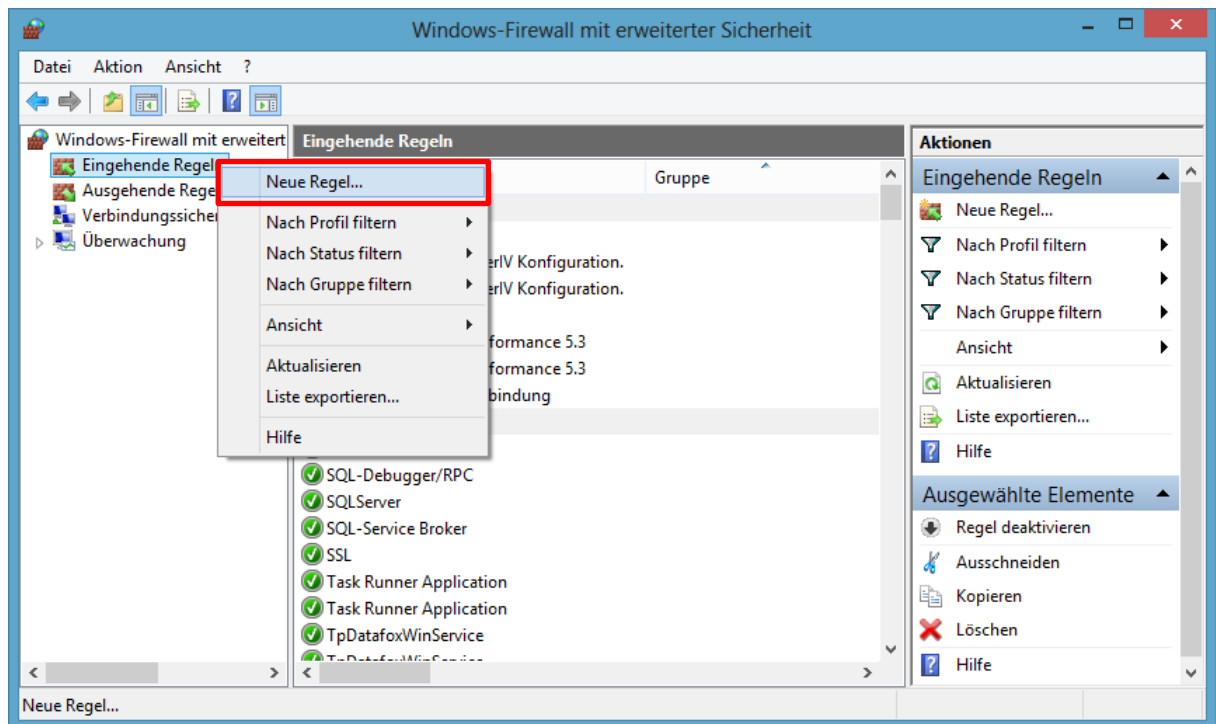 Windows-Firewall mit erweiterter Sicherheit
Datei Aktion Ansicht ?
Windows-Firewall mit erweitert
Eingehende Regeln
Ausgehende Rege
Verbindungssicher
Überwachung
Eingehende Regeln
Gruppe
Neue Regel...
Nach Profil filtern
Nach Status filtern
Nach Gruppe filtern
Ansicht
Aktualisieren
Liste exportieren...
Hilfe
erIV Konfiguration.
erIV Konfiguration.
formance 5.3
formance 5.3
bindung
SQL-Debugger/RPC
SQLServer
SQL-Service Broker
SSL
Task Runner Application
Task Runner Application
TpDatafoxWinService
Aktionen
Eingehende Regeln
Neue Regel...
Nach Profil filtern
Nach Status filtern
Nach Gruppe filtern
Ansicht
Aktualisieren
Liste exportieren...
Hilfe
Ausgewählte Elemente
Regel deaktivieren
Ausschneiden
Kopieren
Löschen
Hilfe
Neue Regel...